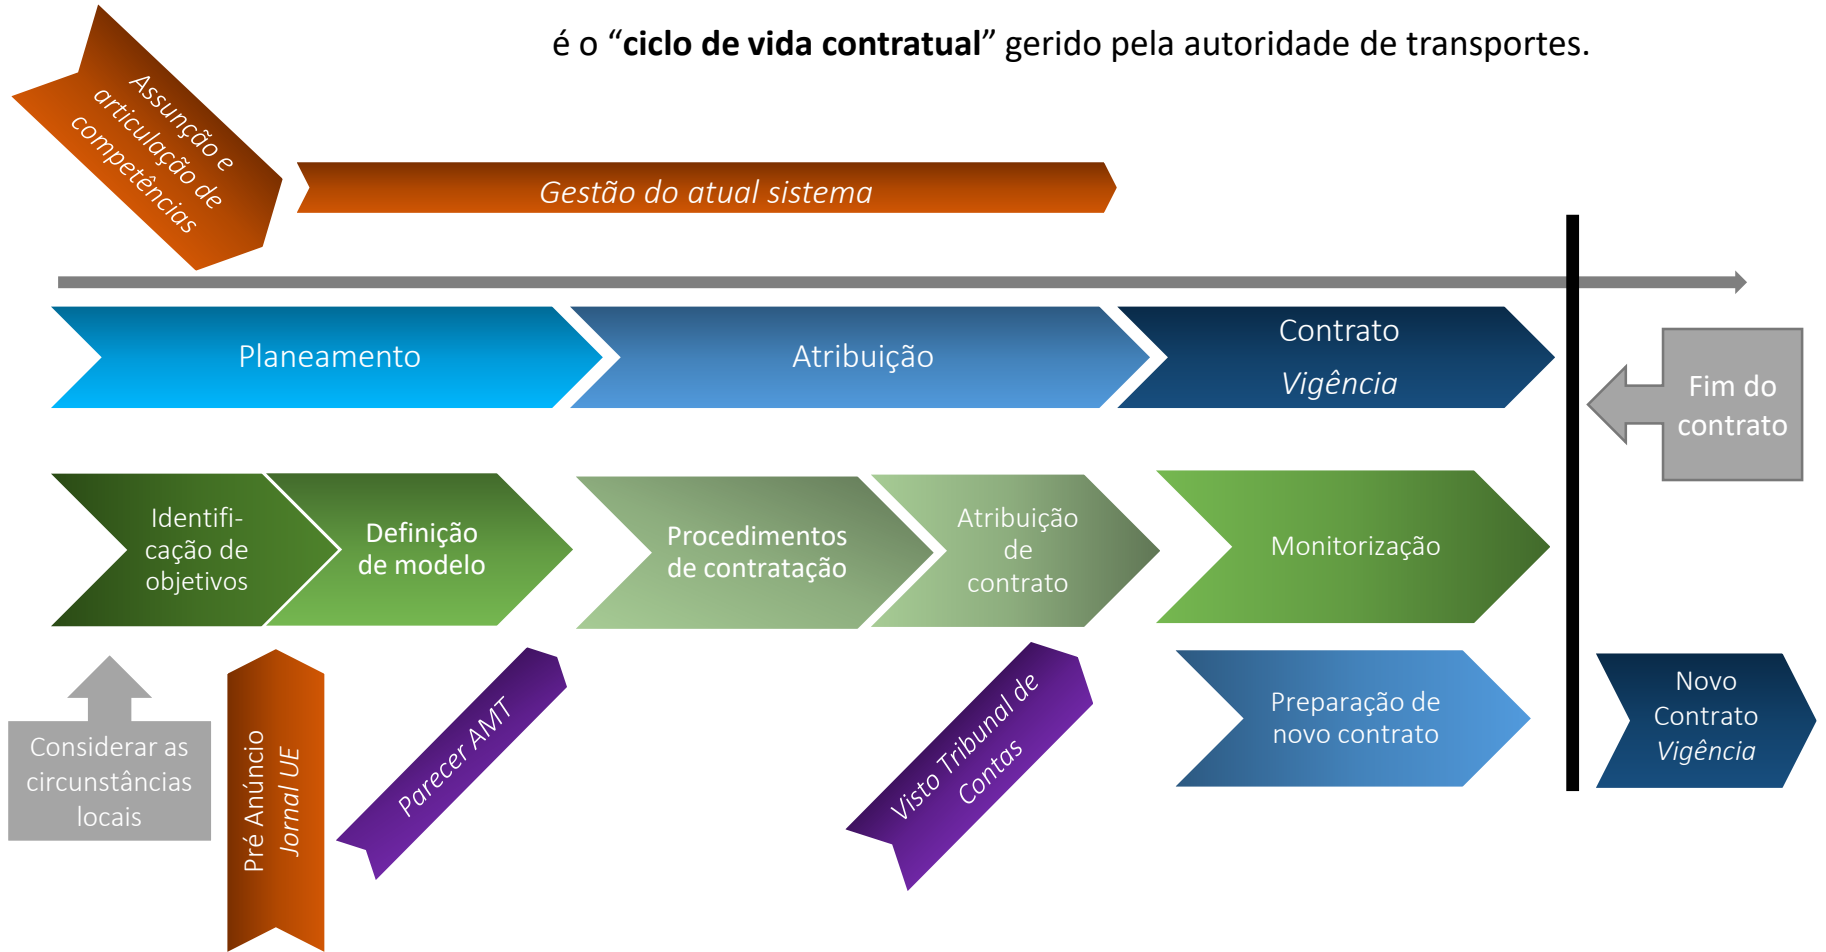 é o “ciclo de vida contratual” gerido pela autoridade de transportes.
Assunção e
articulação de
competências
Gestão do atual sistema
Planeamento
Atribuição
Contrato
Vigência
Fim do
contrato
Identifi-
cação de
objetivos
Definição
de modelo
Procedimentos
de contratação
Atribuição
de
contrato
Monitorização
Considerar as
circunstâncias
locais
Pré Anúncio
Jornal UE
Parecer AMT
Visto Tribunal de
Contas
Preparação de
novo contrato
Novo
Contrato
Vigência